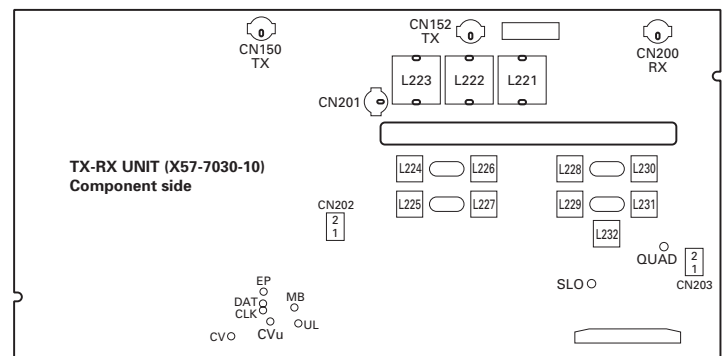 CN150
TX
CN152
TX
CN200
RX
L223
L222
L221
CN201
TX-RX UNIT (X57-7030-10)
Component side
L224
L226
L228
L230
L225
L227
L229
L231
CN202
2
1
L232
QUAD
2
1
CN203
SLO
EP
DAT
CLK
MB
CV
CVu
UL